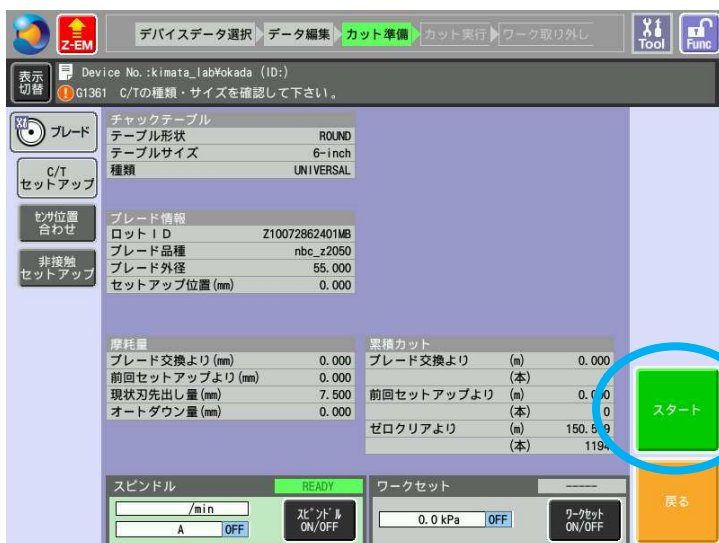 Z-EM
デバイスデータ選択 データ編集 カット準備 カット実行 ワーク取り外し
Tool
Func
表示
切替
Device No.:kimata_lab¥okada (ID:)
G1361 C/Tの種類・サイズを確認して下さい。
ブレード
C/T
セットアップ
センサ位置
合わせ
非接触
セットアップ
チャックテーブル
テーブル形状 ROUND
テーブルサイズ 6-inch
種類 UNIVERSAL
ブレード情報
ロットID Z10072862401MB
ブレード品種 nbc_z2050
ブレード外径 55.000
セットアップ位置(mm) 0.000
摩耗量
ブレード交換より(mm) 0.000
前回セットアップより(mm) 0.000
現状刃先出し量(mm) 7.500
オートダウン量(mm) 0.000
累積カット
ブレード交換より (m) 0.000
(本)
前回セットアップより (m)
(本) 0
ゼロクリアより (m)
(本) 1194
スタート
戻る
スピンドル READY
/min
A OFF
スピンドル
ON/OFF
ワークセット -----
0.0 kPa OFF
ワークセット
ON/OFF